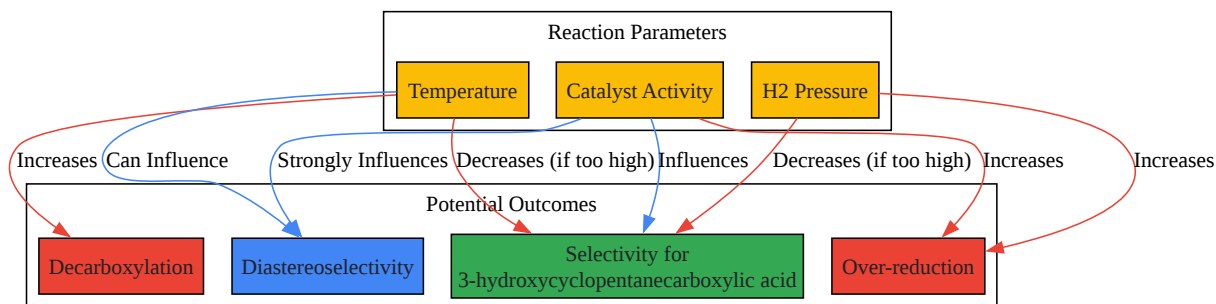 Reaction Parameters
Temperature
Catalyst Activity
H2 Pressure
Increases
Can Influence
Strongly Influences
Decreases (if too high)
Influences
Decreases (if too high)
Increases
Increases
Potential Outcomes
Decarboxylation
Diastereoselectivity
Selectivity for
3-hydroxycyclopentanecarboxylic acid
Over-reduction